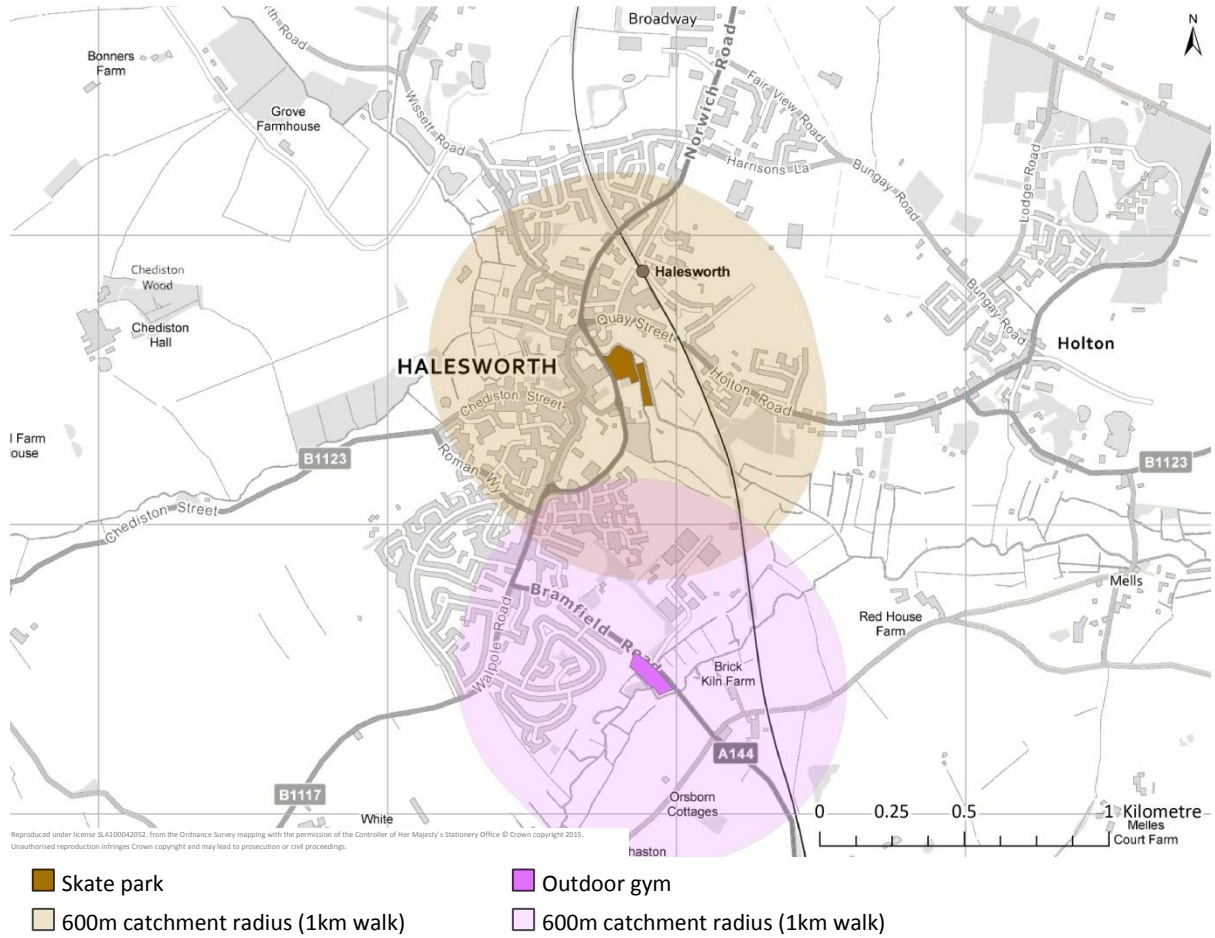 Broadway
N
Bonners
Farm
rth Road
Norwich Road
Fair View Road
Grove
Farmhouse
Wissett Road
Harrisons La
Bungay Road
Lodge Road
Chediston
Wood
Halesworth
Chediston
Hall
Quay Street
Bungay Road
Holton
HALESWORTH
Holton Road
Chediston Street
l Farm
ouse
B1123
Roman Wy
B1123
Chediston Street
Mells
Bramfield Road
Red House
Farm
Walpole Road
Brick
Kiln Farm
A144
B1117
Orsborn
Cottages
0 0.25 0.5 1 Kilometre
White
Melles
Court Farm
haston
Reproduced under license SLA100042052. from the Ordnance Survey mapping with the permission of the Controller of Her Majesty's Stationery Office © Crown copyright 2015.
Unauthorised reproduction infringes Crown copyright and may lead to prosecution or civil proceedings.
Skate park
Outdoor gym
600m catchment radius (1km walk)
600m catchment radius (1km walk)